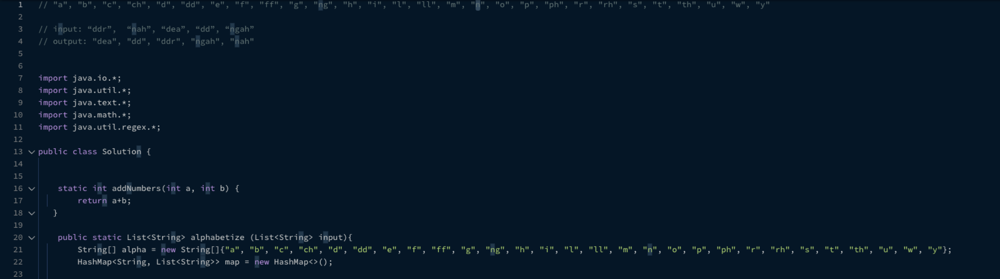 1 // "a", "b", "c", "ch", "d", "dd", "e", "f", "ff", "g", "ng", "h", "i", "l", "ll", "m", "n", "o", "p", "ph", "r", "rh", "s", "t", "th", "u", "w", "y"
2
3 // input: "ddr",  "nah", "dea", "dd", "ngah"
4 // output: "dea", "dd", "ddr", "ngah", "nah"
5
6
7 import java.io.*;
8 import java.util.*;
9 import java.text.*;
10 import java.math.*;
11 import java.util.regex.*;
12
13 public class Solution {
14
15
16 static int addNumbers(int a, int b) {
17 return a+b;
18 }
19
20 public static List<String> alphabetize (List<String> input){
21 String[] alpha = new String[]{"a", "b", "c", "ch", "d", "dd", "e", "f", "ff", "g", "ng", "h", "i", "l", "ll", "m", "n", "o", "p", "ph", "r", "rh", "s", "t", "th", "u", "w", "y"};
22 HashMap<String, List<String>> map = new HashMap<>();
23